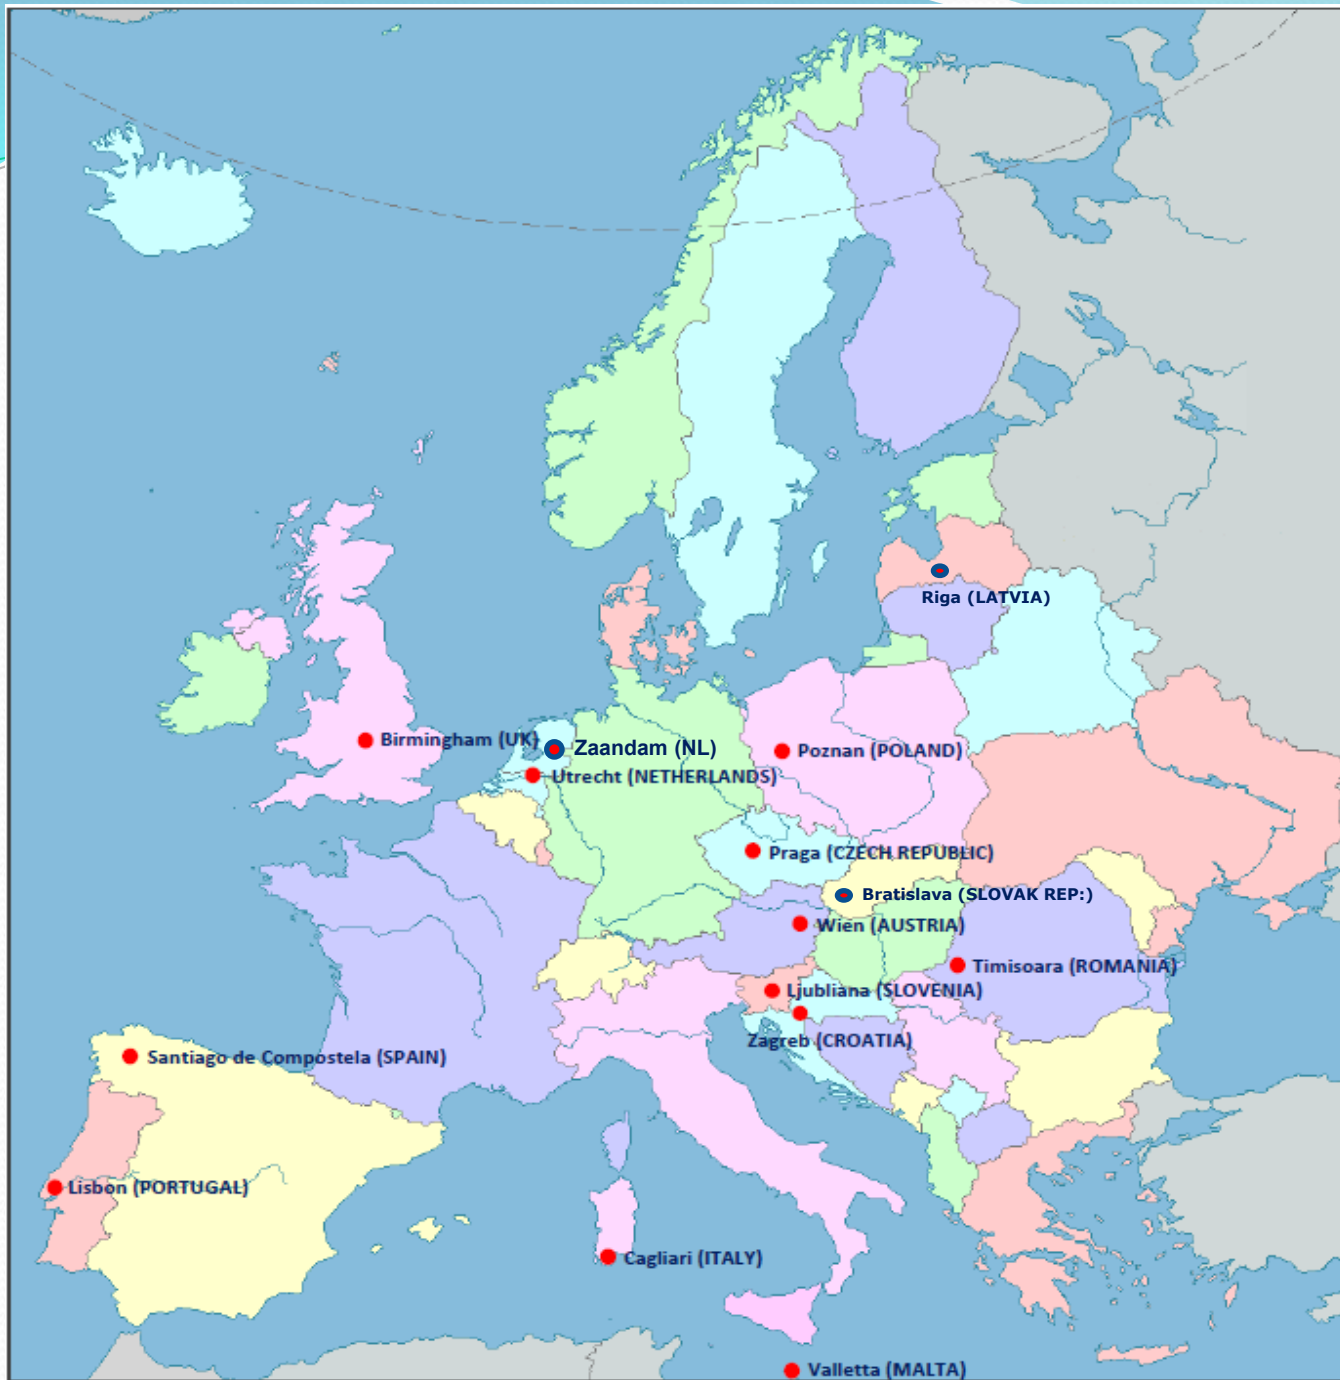 Riga (LATVIA)
Birmingham (UK)
Zaandam (NL)
Poznan (POLAND)
Utrecht (NETHERLANDS)
Praga (CZECH REPUBLIC)
Bratislava (SLOVAK REP:)
Wien (AUSTRIA)
Timisoara (ROMANIA)
Ljubliana (SLOVENIA)
Zagreb (CROATIA)
Santiago de Compostela (SPAIN)
Lisbon (PORTUGAL)
Cagliari (ITALY)
Valletta (MALTA)